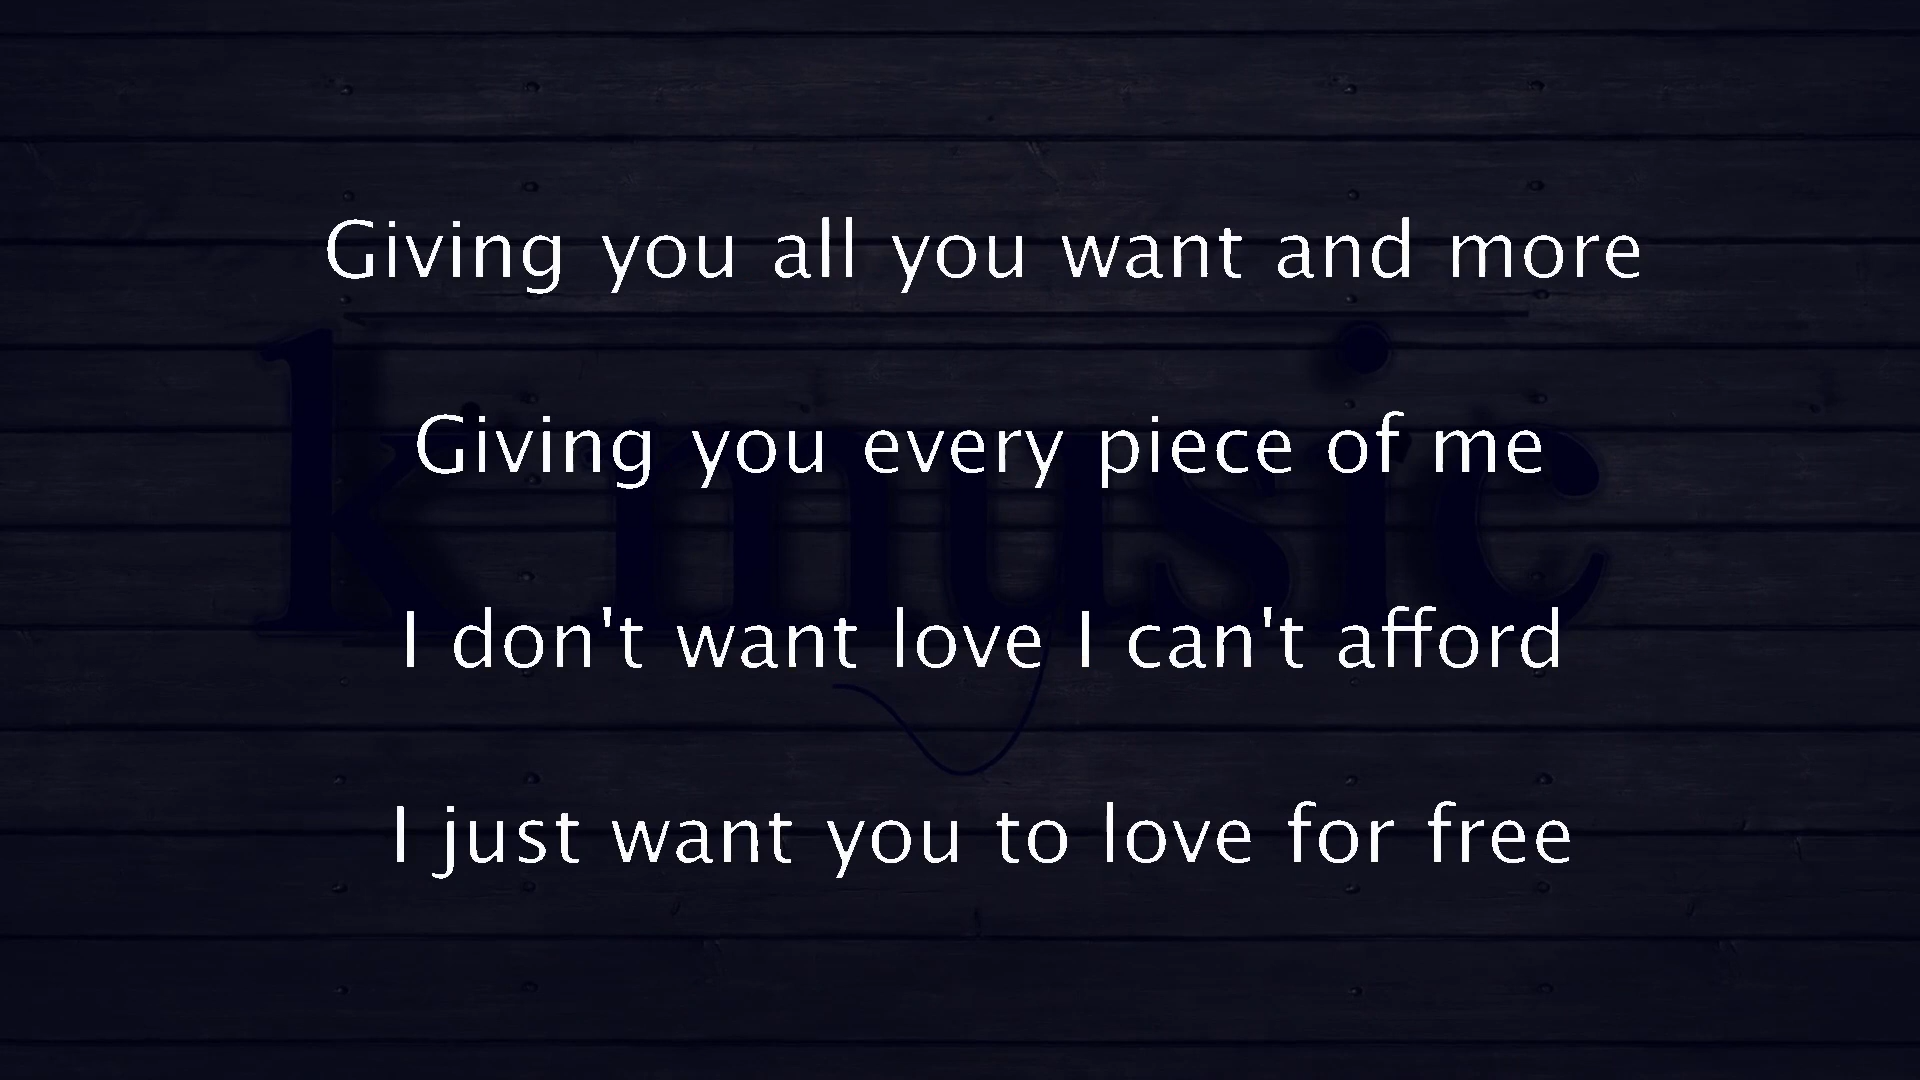 Giving you all you want and more
k music
Giving you every piece of me
I don't want love I can't afford
I just want you to love for free